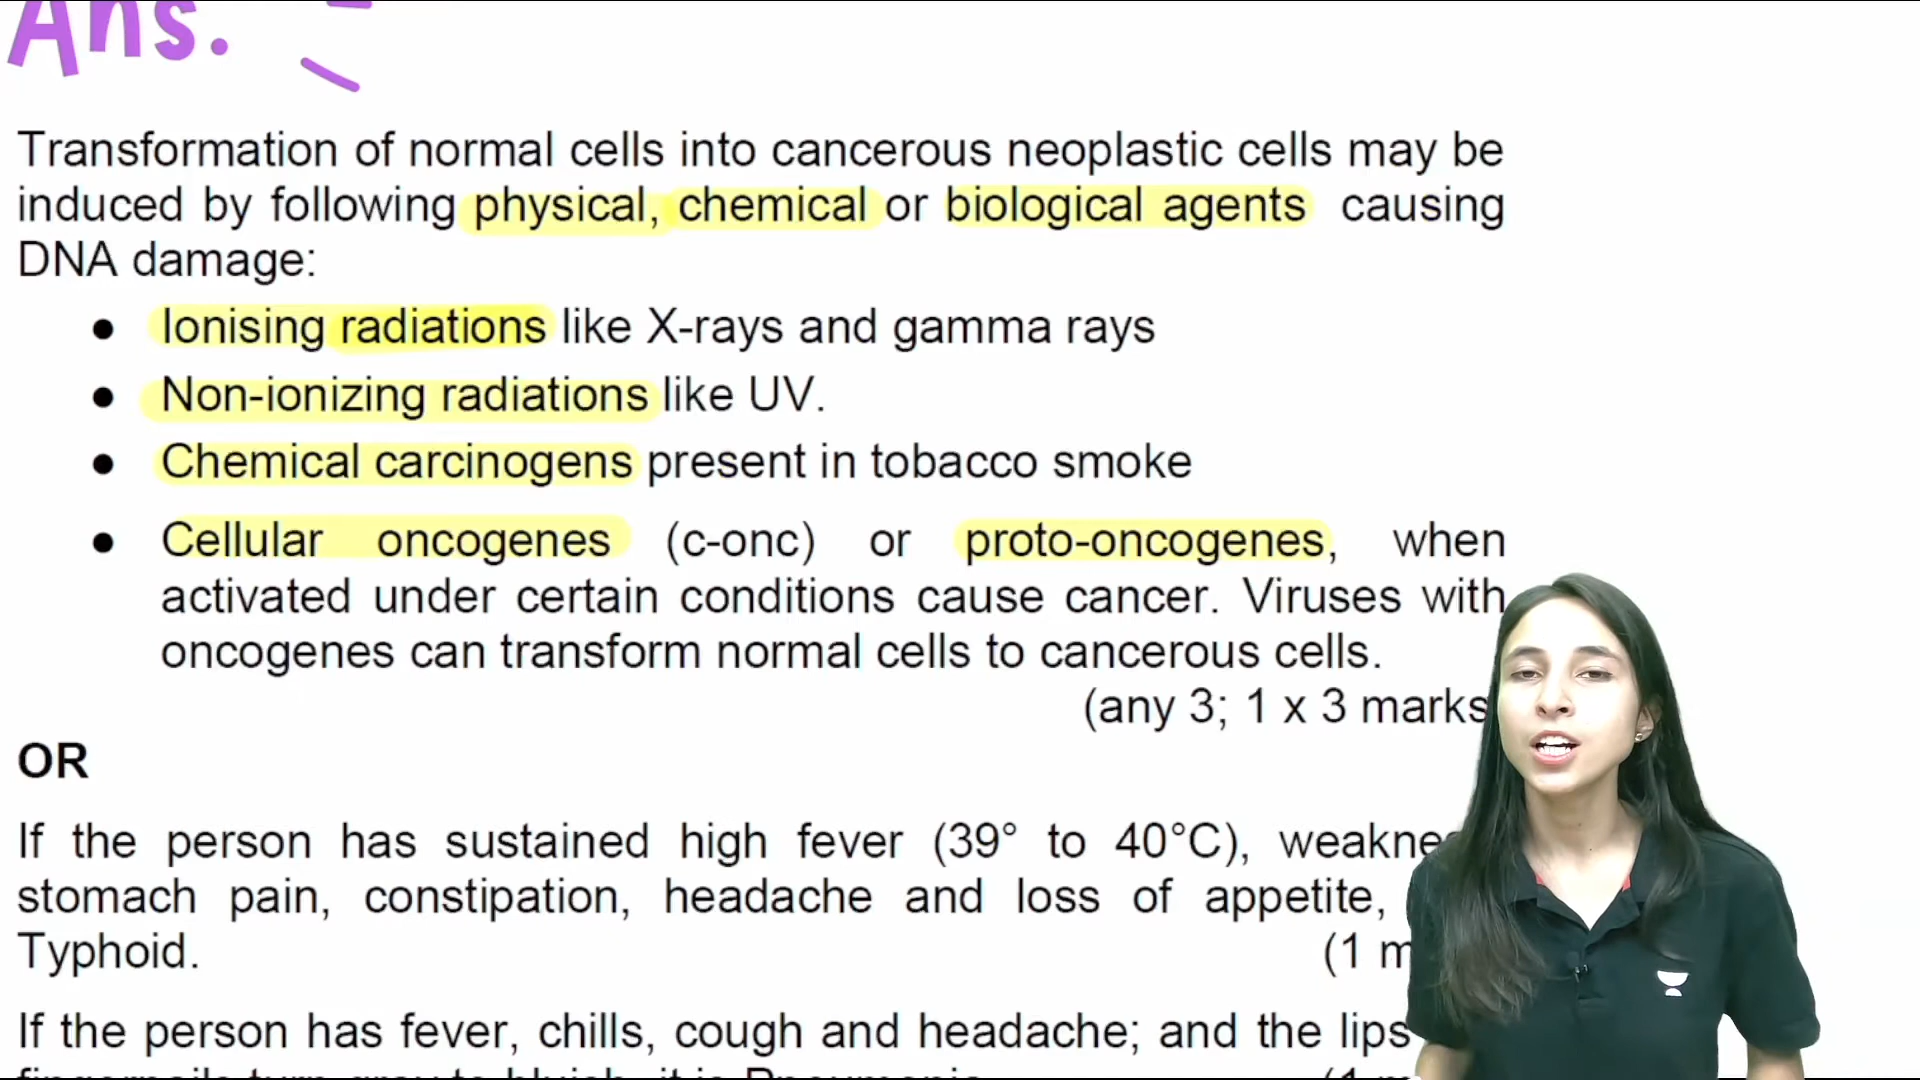 Ans.
Transformation of normal cells into cancerous neoplastic cells may be
induced by following physical, chemical or biological agents causing
DNA damage:
● Ionising radiations like X-rays and gamma rays
● Non-ionizing radiations like UV.
● Chemical carcinogens present in tobacco smoke
● Cellular oncogenes (c-onc) or proto-oncogenes, when
activated under certain conditions cause cancer. Viruses with
oncogenes can transform normal cells to cancerous cells.
(any 3; 1 x 3 marks
OR
If the person has sustained high fever (39° to 40°C),
stomach pain, constipation, headache and loss of appetite,
Typhoid. (1
If the person has fever, chills, cough and headache; and the lips